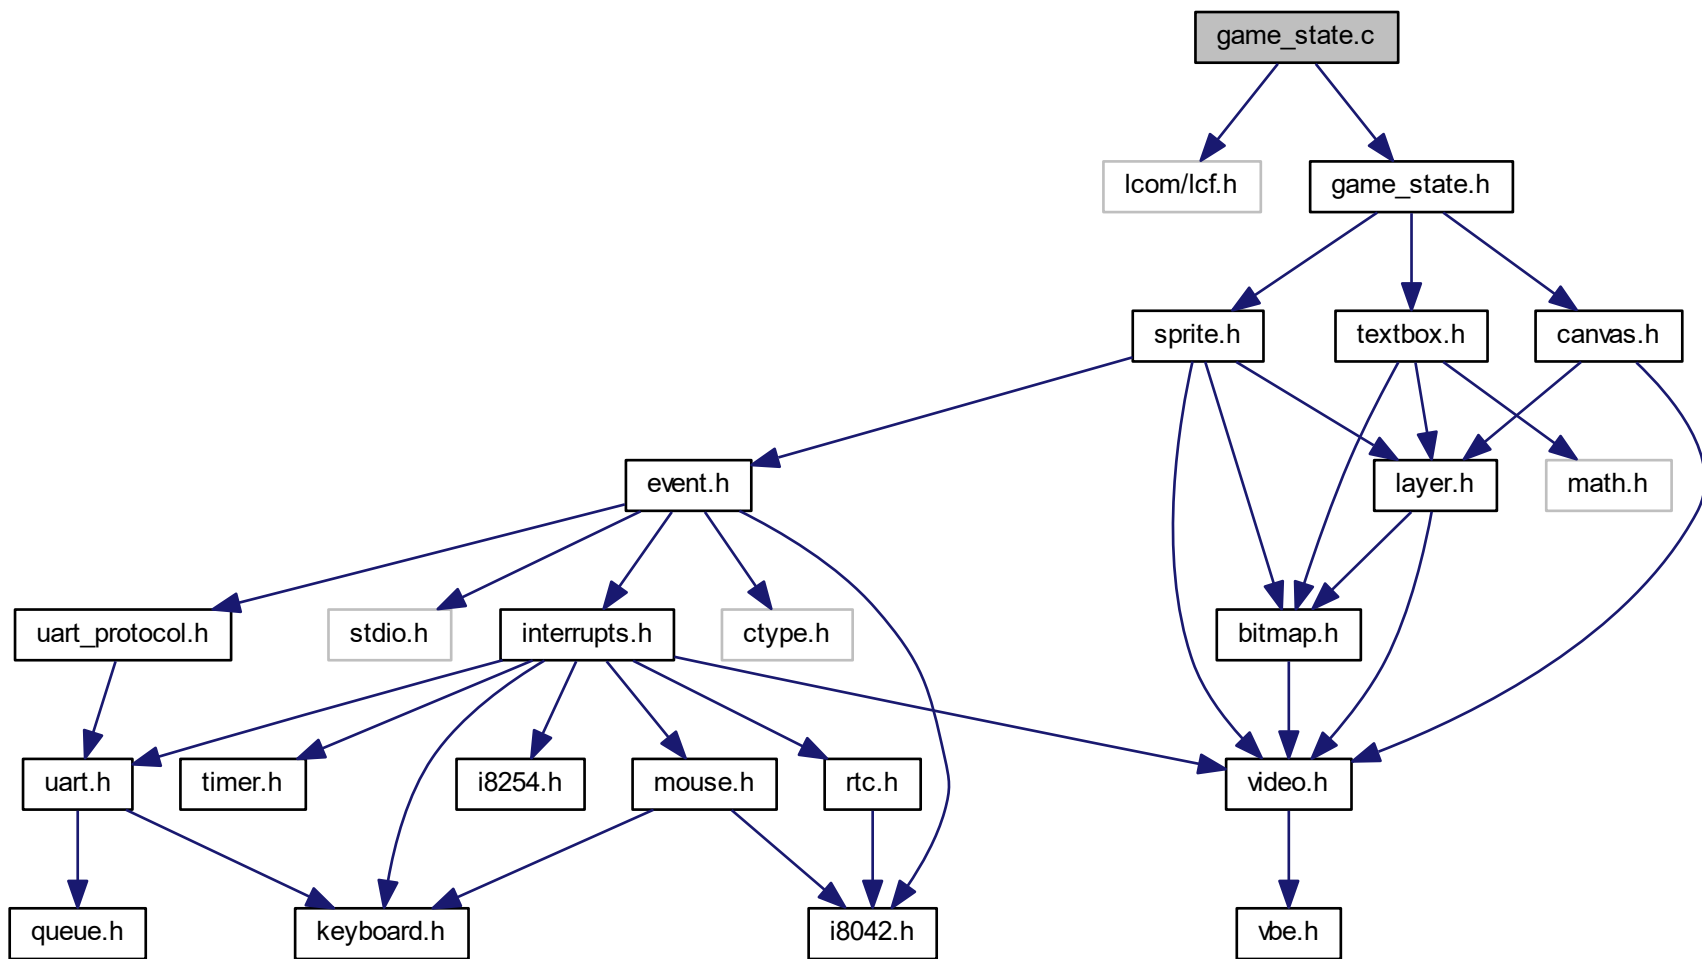 game_state.c
lcom/lcf.h
game_state.h
sprite.h
textbox.h
canvas.h
event.h
layer.h
math.h
uart_protocol.h
stdio.h
interrupts.h
ctype.h
bitmap.h
uart.h
timer.h
i8254.h
mouse.h
rtc.h
video.h
queue.h
keyboard.h
i8042.h
vbe.h